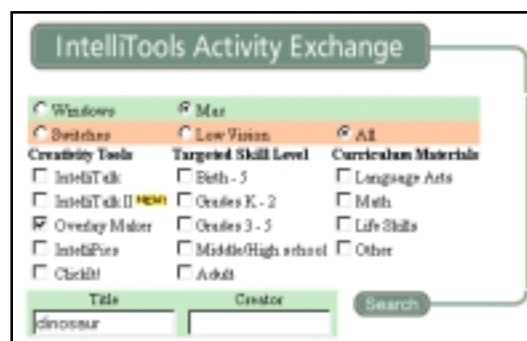 IntelliTools Activity Exchange
Windows Mac
Switches Low Vision All
Creativity Tools Targeted Skill Level Curriculum Materials
IntelliTalk Birth - 5 Language Arts
IntelliTalk II NEW! Grades K - 2 Math
Overlay Maker Grades 3 - 5 Life Skills
IntelliPics Middle/High school Other
ClickIt! Adult
Title Creator
dinosaur Search